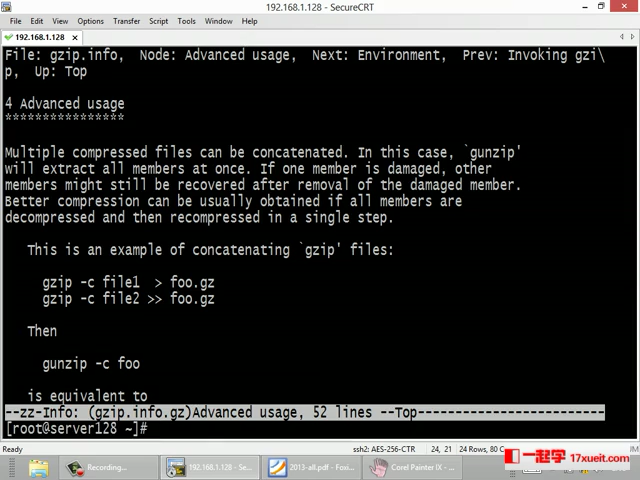 192.168.1.128 - SecureCRT
File Edit View Options Transfer Script Tools Window Help
192.168.1.128
File: gzip.info,  Node: Advanced usage,  Next: Environment,  Prev: Invoking gzi\
p,  Up: Top
4 Advanced usage
****************
Multiple compressed files can be concatenated. In this case, `gunzip'
will extract all members at once. If one member is damaged, other
members might still be recovered after removal of the damaged member.
Better compression can be usually obtained if all members are
decompressed and then recompressed in a single step.
This is an example of concatenating `gzip' files:
gzip -c file1  > foo.gz
gzip -c file2 >> foo.gz
Then
gunzip -c foo
is equivalent to
--zz-Info: (gzip.info.gz)Advanced usage, 52 lines --Top-------------------------
[root@server128 ~]#
Ready ssh2: AES-256-CTR 24, 21 24 Rows, 80 C
Recording... 192.168.1.128 - Se... 2013-all.pdf - Foxi... Corel Painter IX - ...
一起学 17xueit.com